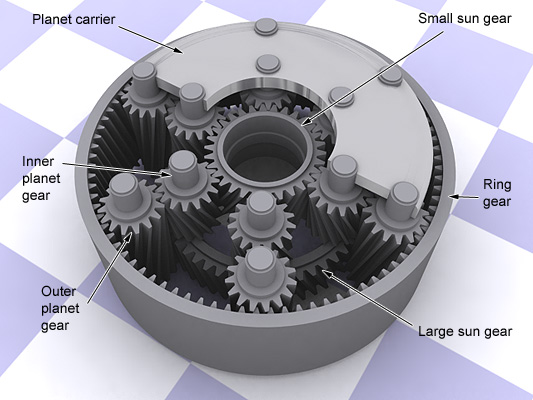 Planet carrier
Small sun gear
Inner
planet
gear
Ring
gear
Outer
planet
gear
Large sun gear